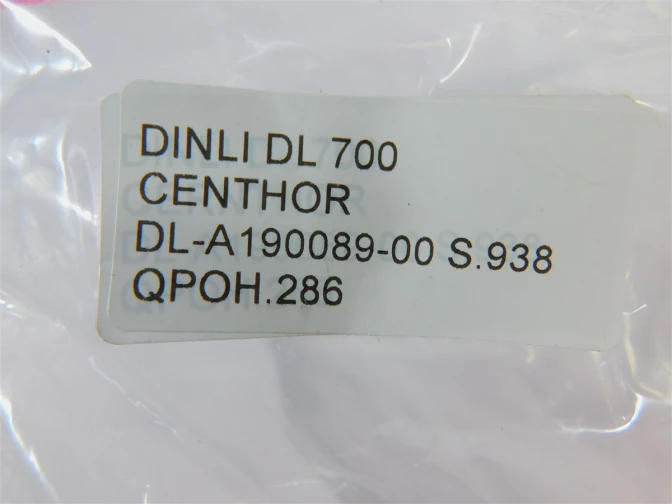 DINLI DL 700
CENTHOR
DL-A190089-00 S.938
QPOH.286